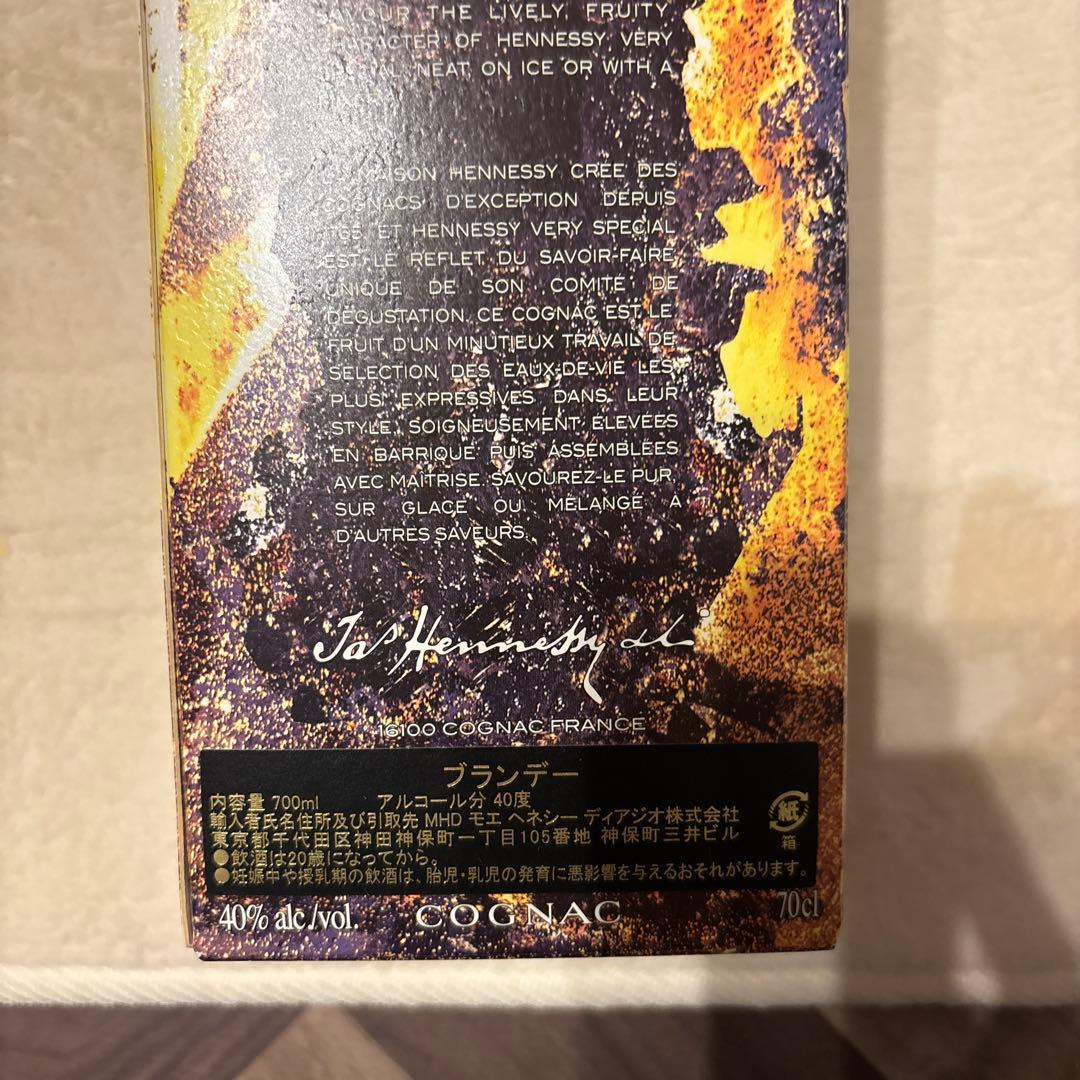 SAVOUR THE LIVELY, FRUITY
CHARACTER OF HENNESSY VERY
SPECIAL, NEAT, ON ICE OR WITH A
LA MAISON HENNESSY CRÉE DES
COGNACS D'EXCEPTION DEPUIS
1765, ET HENNESSY VERY SPECIAL
EST LE REFLET DU SAVOIR-FAIRE
UNIQUE DE SON COMITÉ DE
DÉGUSTATION. CE COGNAC EST LE
FRUIT D'UN MINUTIEUX TRAVAIL DE
SÉLECTION DES EAUX-DE-VIE LES
PLUS EXPRESSIVES DANS LEUR
STYLE, SOIGNEUSEMENT ÉLEVÉES
EN BARRIQUE PUIS ASSEMBLÉES
AVEC MAÎTRISE. SAVOUREZ-LE PUR,
SUR GLACE OU MÉLANGÉ À
D'AUTRES SAVEURS.
Jas Hennessy &
16100 COGNAC FRANCE
ブランデー
内容量 700ml アルコール分 40度
輸入者氏名住所及び引取先 MHD モエ ヘネシー ディアジオ株式会社
東京都千代田区神田神保町一丁目105番地 神保町三井ビル
●飲酒は20歳になってから。
●妊娠中や授乳期の飲酒は、胎児・乳児の発育に悪影響を与えるおそれがあります。
紙
箱
40% alc./vol. COGNAC 70cl